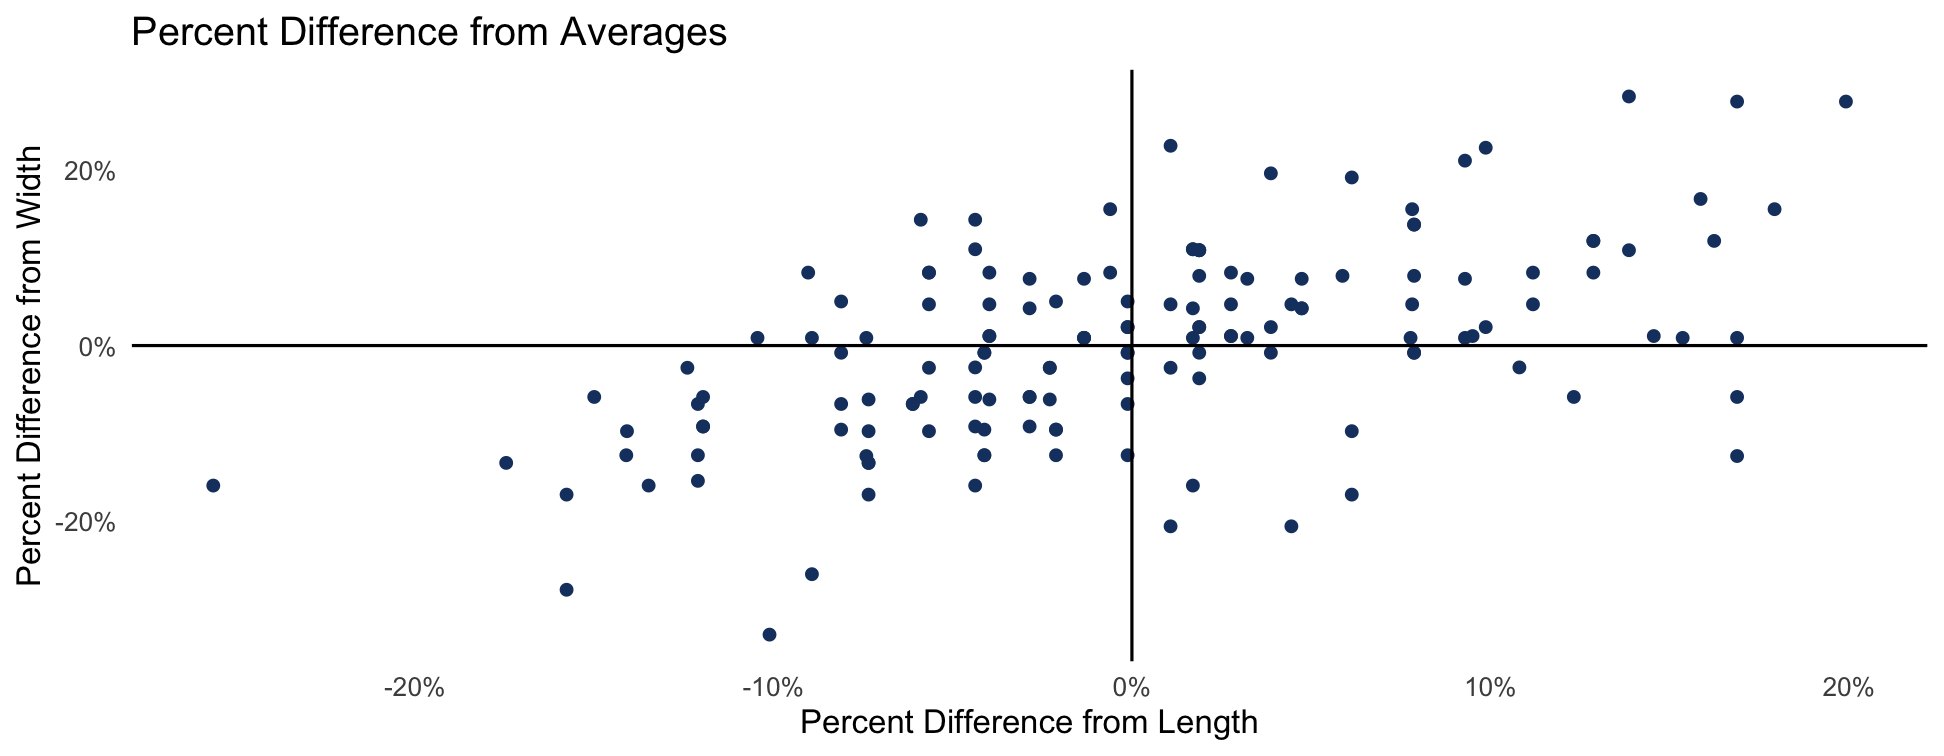 Percent Difference from Averages
Percent Difference from Width
20%
0%
-20%
-20%
-10%
0%
10%
20%
Percent Difference from Length